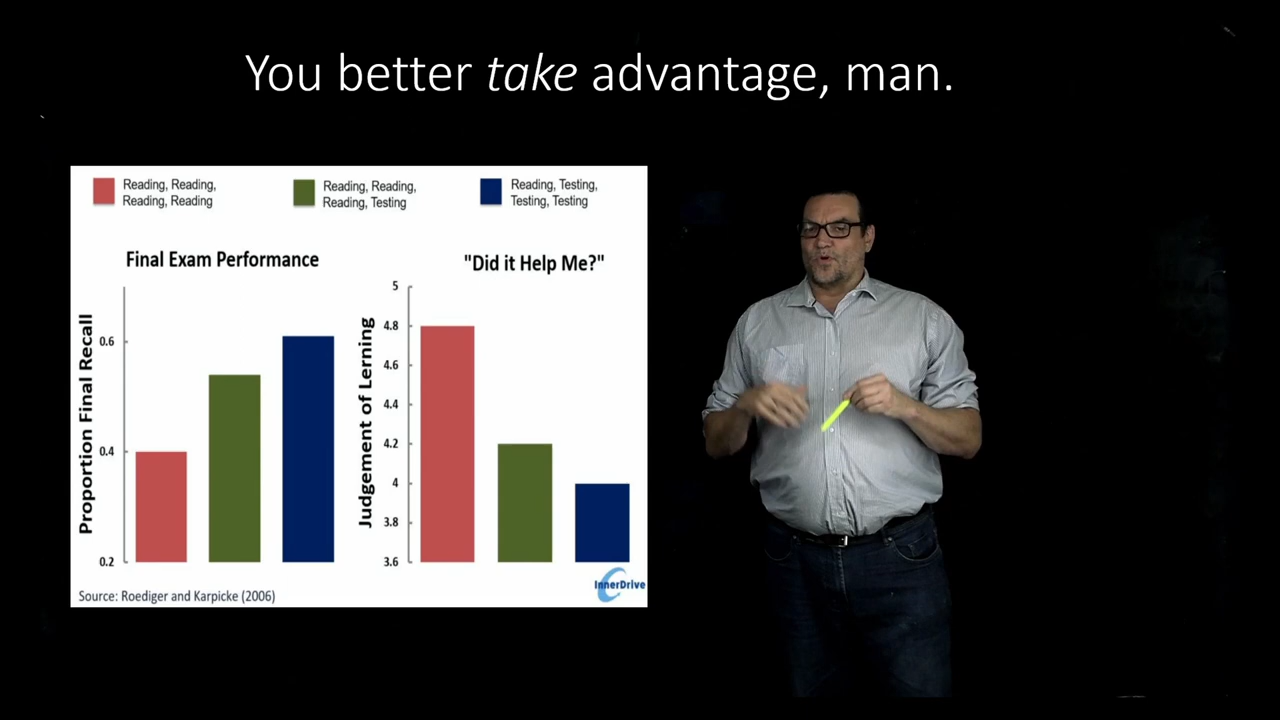 You better take advantage, man.
Reading, Reading,
Reading, Reading
Reading, Reading,
Reading, Testing
Reading, Testing,
Testing, Testing
Final Exam Performance
Proportion Final Recall
0.6
0.4
0.2
"Did it Help Me?"
Judgement of Lerning
5
4.8
4.6
4.4
4.2
4
3.8
3.6
Source: Roediger and Karpicke (2006)
InnerDrive